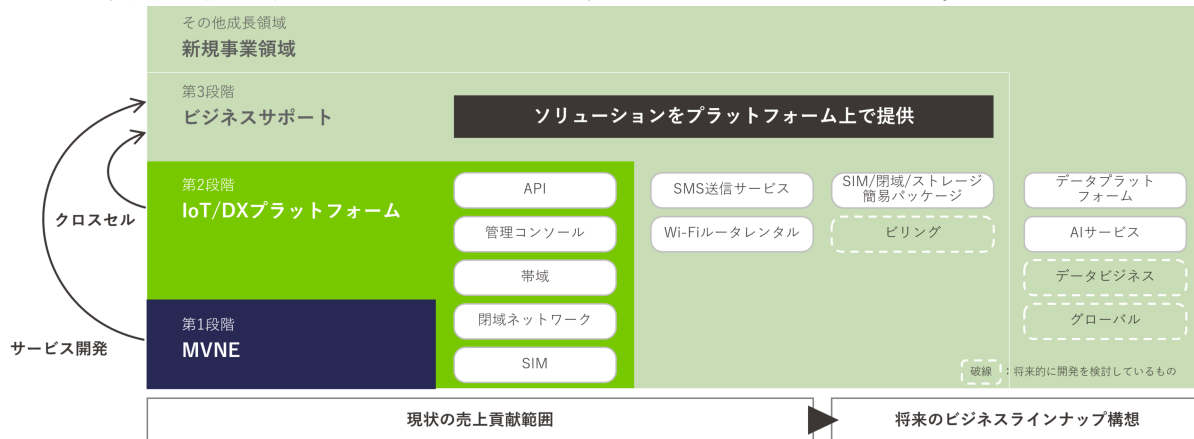 その他成長領域
新規事業領域
第3段階
ビジネスサポート
ソリューションをプラットフォーム上で提供
第2段階
IoT/DXプラットフォーム
API
管理コンソール
帯域
閉域ネットワーク
SIM
SMS送信サービス
Wi-Fiルータレンタル
SIM/閉域/ストレージ
簡易パッケージ
ビリング
データプラット
フォーム
AIサービス
データビジネス
グローバル
クロスセル
第1段階
MVNE
サービス開発
破線 ：将来的に開発を検討しているもの
現状の売上貢献範囲
将来のビジネスラインナップ構想